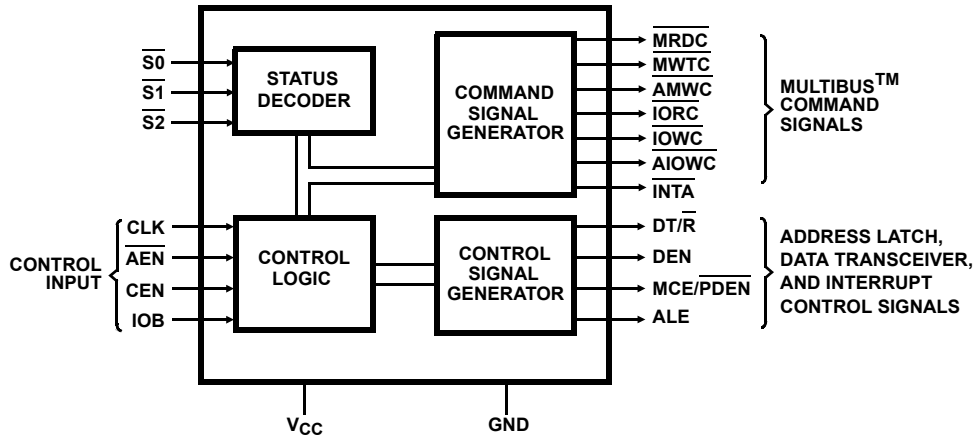 S0
S1
S2
STATUS
DECODER
COMMAND
SIGNAL
GENERATOR
MRDC
MWTC
AMWC
IORC
IOWC
AIOWC
INTA
MULTIBUS™
COMMAND
SIGNALS
CONTROL
INPUT
CLK
AEN
CEN
IOB
CONTROL
LOGIC
CONTROL
SIGNAL
GENERATOR
DT/R
DEN
MCE/PDEN
ALE
ADDRESS LATCH,
DATA TRANSCEIVER,
AND INTERRUPT
CONTROL SIGNALS
VCC
GND